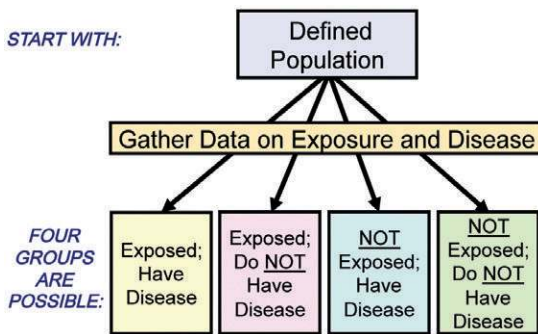 START WITH:
Defined
Population
Gather Data on Exposure and Disease
FOUR
GROUPS
ARE
POSSIBLE:
Exposed;
Have
Disease
Exposed;
Do NOT
Have
Disease
NOT
Exposed;
Have
Disease
NOT
Exposed;
Do NOT
Have
Disease